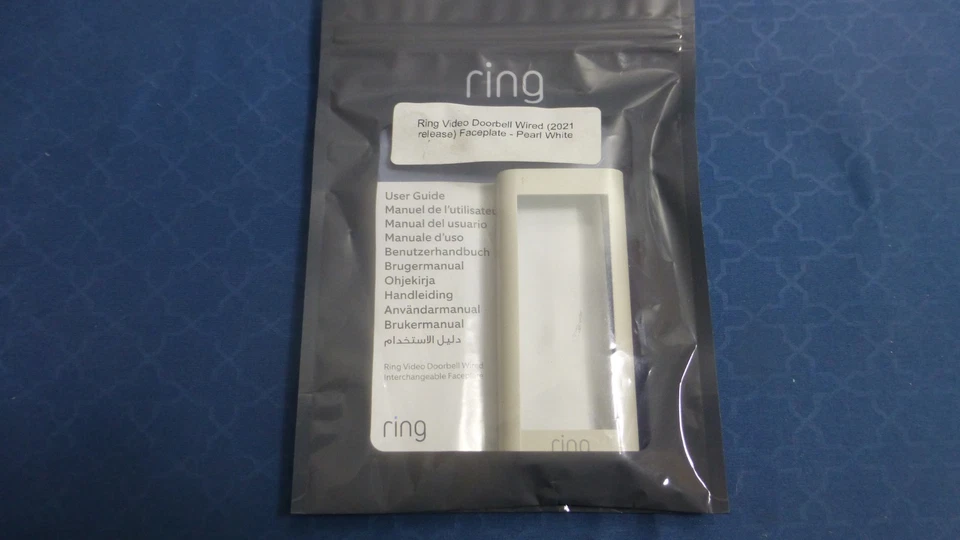 ring
Ring Video Doorbell Wired (2021
release) Faceplate - Pearl White
User Guide
Manuel de l'utilisateu
Manual del usuario
Manuale d'uso
Benutzerhandbuch
Brugermanual
Ohjekirja
Handleiding
Användarmanual
Brukermanual
دليل الاستخدام
Ring Video Doorbell Wired
Interchangeable Faceplate
ring
ring